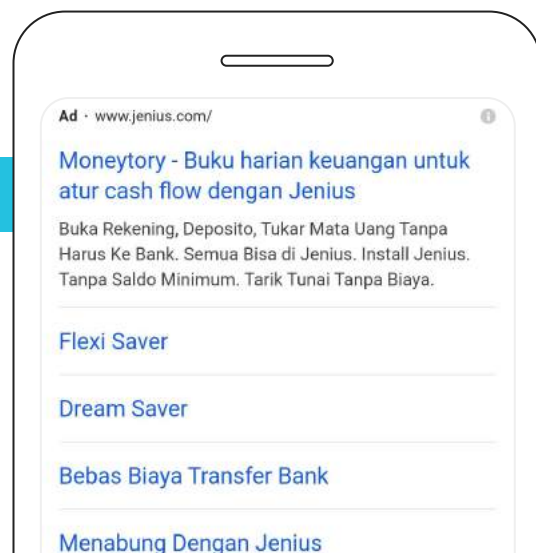 Ad · www.jenius.com/
Moneytory - Buku harian keuangan untuk
atur cash flow dengan Jenius
Buka Rekening, Deposito, Tukar Mata Uang Tanpa
Harus Ke Bank. Semua Bisa di Jenius. Install Jenius.
Tanpa Saldo Minimum. Tarik Tunai Tanpa Biaya.
Flexi Saver
Dream Saver
Bebas Biaya Transfer Bank
Menabung Dengan Jenius